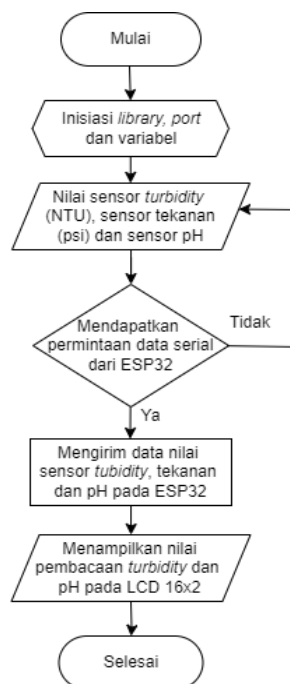 Mulai
Inisiasi library, port
dan variabel
Nilai sensor turbidity
(NTU), sensor tekanan
(psi) dan sensor pH
Mendapatkan
permintaan data serial
dari ESP32
Tidak
Ya
Mengirim data nilai
sensor tubidity, tekanan
dan pH pada ESP32
Menampilkan nilai
pembacaan turbidity dan
pH pada LCD 16x2
Selesai